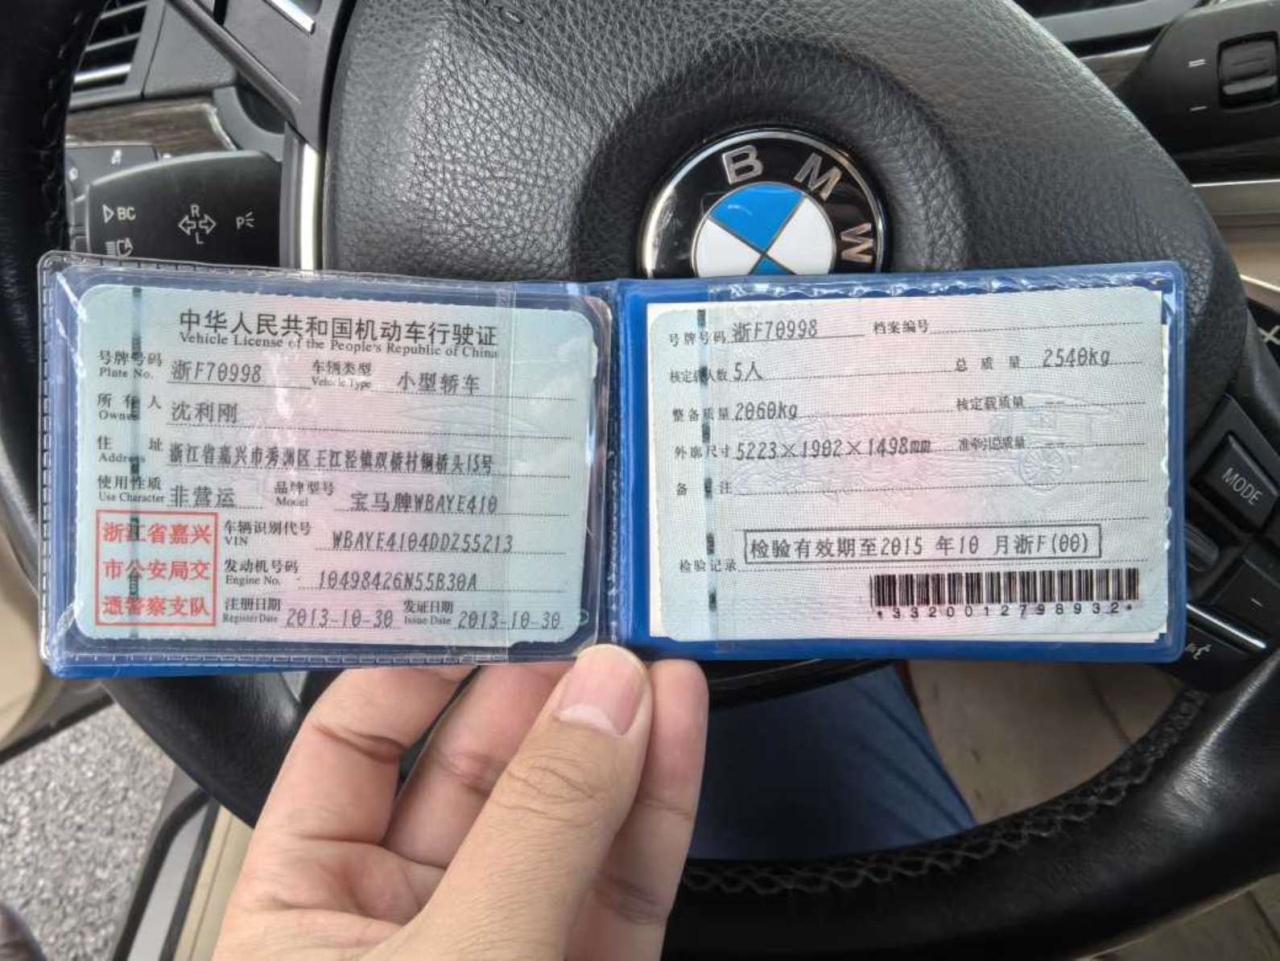 BMW
BC
R
L
P
A
中华人民共和国机动车行驶证
Vehicle License of the People's Republic of China
号牌号码 浙F70998 车辆类型 小型轿车
Plate No. Vehicle Type
所有人 沈利刚
Owner
住址 浙江省嘉兴市秀洲区王江泾镇双桥村铜桥头15号
Address
使用性质 非营运 品牌型号 宝马牌WBAYE410
Use Character Model
浙江省嘉兴
市公安局交
通警察支队
车辆识别代号 WBAYE4104DDZ55213
VIN
发动机号码 10498426N55B30A
Engine No.
注册日期 2013-10-30 发证日期 2013-10-30
Register Date Issue Date
号牌号码 浙F70998 档案编号
核定载人数 5人 总质量 2540kg
整备质量 2060kg 核定载质量 --
外廓尺寸 5223×1902×1498mm 准牵引总质量 --
备注
检验有效期至2015 年10 月浙F(00)
检验记录
*3320012798932*
MODE